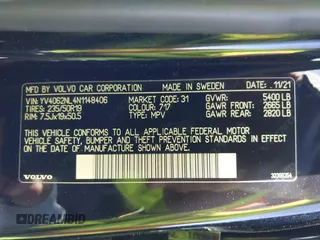 MFD. BY VOLVO CAR CORPORATION MADE IN SWEDEN 11/21
VIN: YV4062NL4N1148406 MARKET CODE: 31 GVWR: 5400 LB
TIRES: 235/50R19 COLOUR: 717 GAWR FRONT: 2665 LB
RIM: 7.5Jx19x50.5 TYPE: MPV GAWR REAR: 2820 LB
THIS VEHICLE CONFORMS TO ALL APPLICABLE FEDERAL MOTOR
VEHICLE SAFETY, BUMPER AND THEFT PREVENTION STANDARDS IN EFFECT
ON THE DATE OF MANUFACTURE SHOWN ABOVE.
VOLVO
DREAMBID